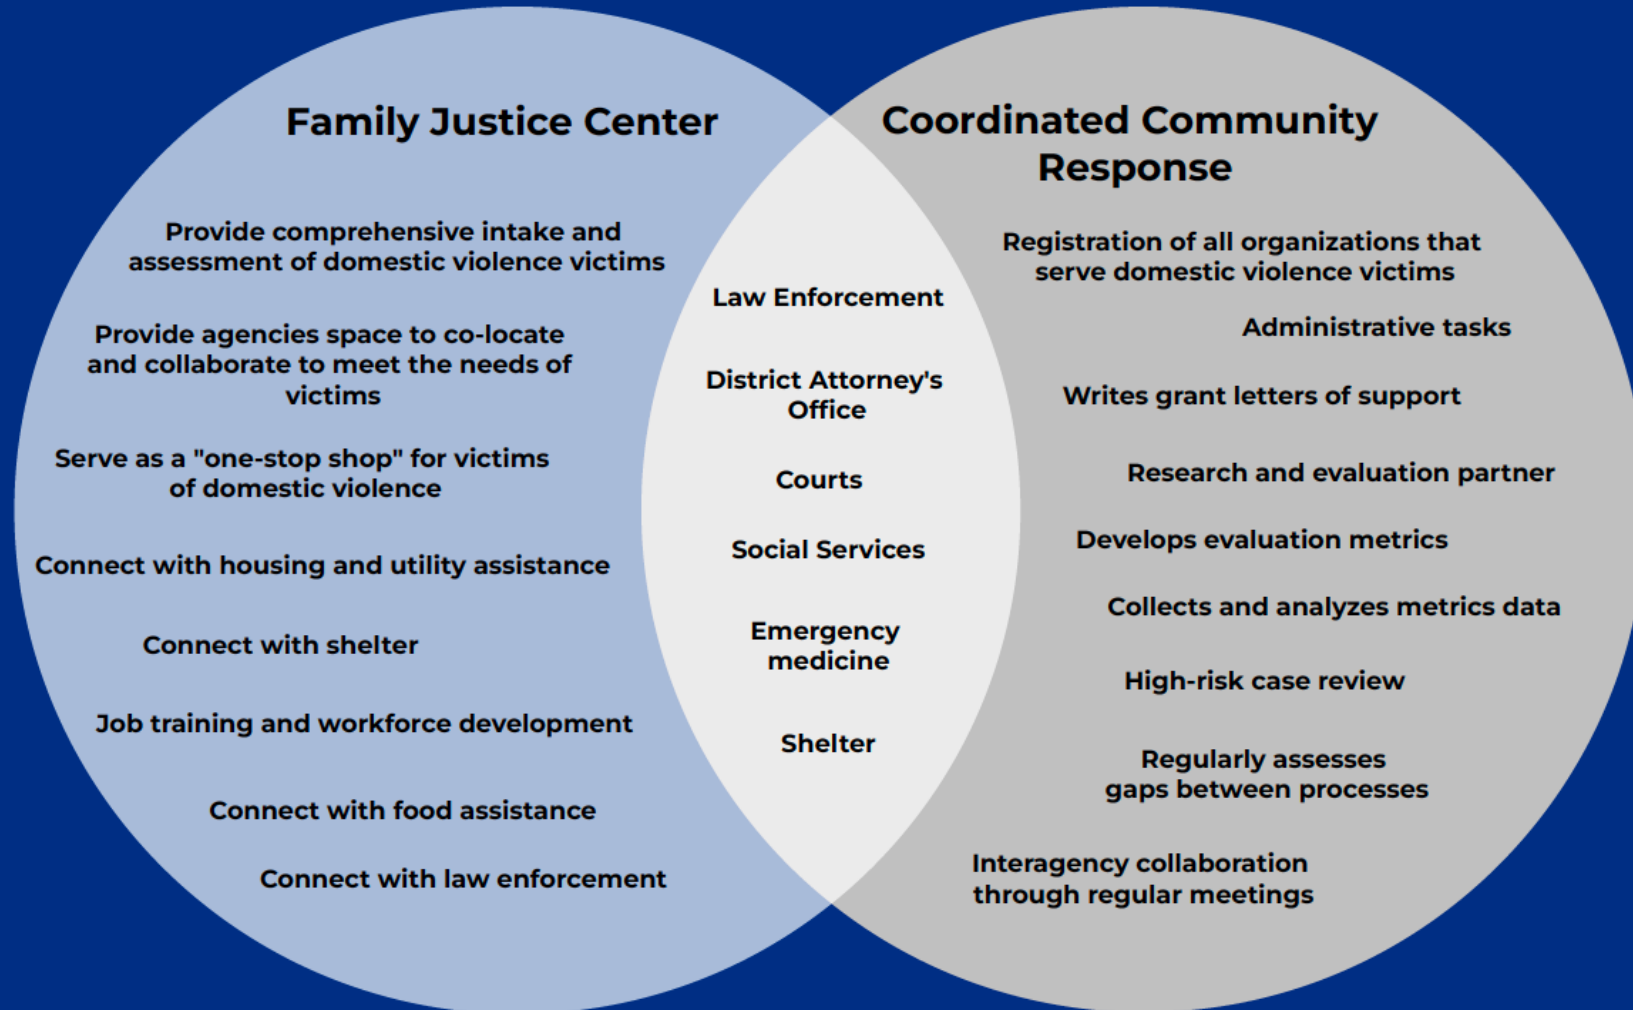 Family Justice Center
Provide comprehensive intake and
assessment of domestic violence victims
Provide agencies space to co-locate
and collaborate to meet the needs of
victims
Serve as a "one-stop shop" for victims
of domestic violence
Connect with housing and utility assistance
Connect with shelter
Job training and workforce development
Connect with food assistance
Connect with law enforcement
Law Enforcement
District Attorney's
Office
Courts
Social Services
Emergency
medicine
Shelter
Coordinated Community
Response
Registration of all organizations that
serve domestic violence victims
Administrative tasks
Writes grant letters of support
Research and evaluation partner
Develops evaluation metrics
Collects and analyzes metrics data
High-risk case review
Regularly assesses
gaps between processes
Interagency collaboration
through regular meetings